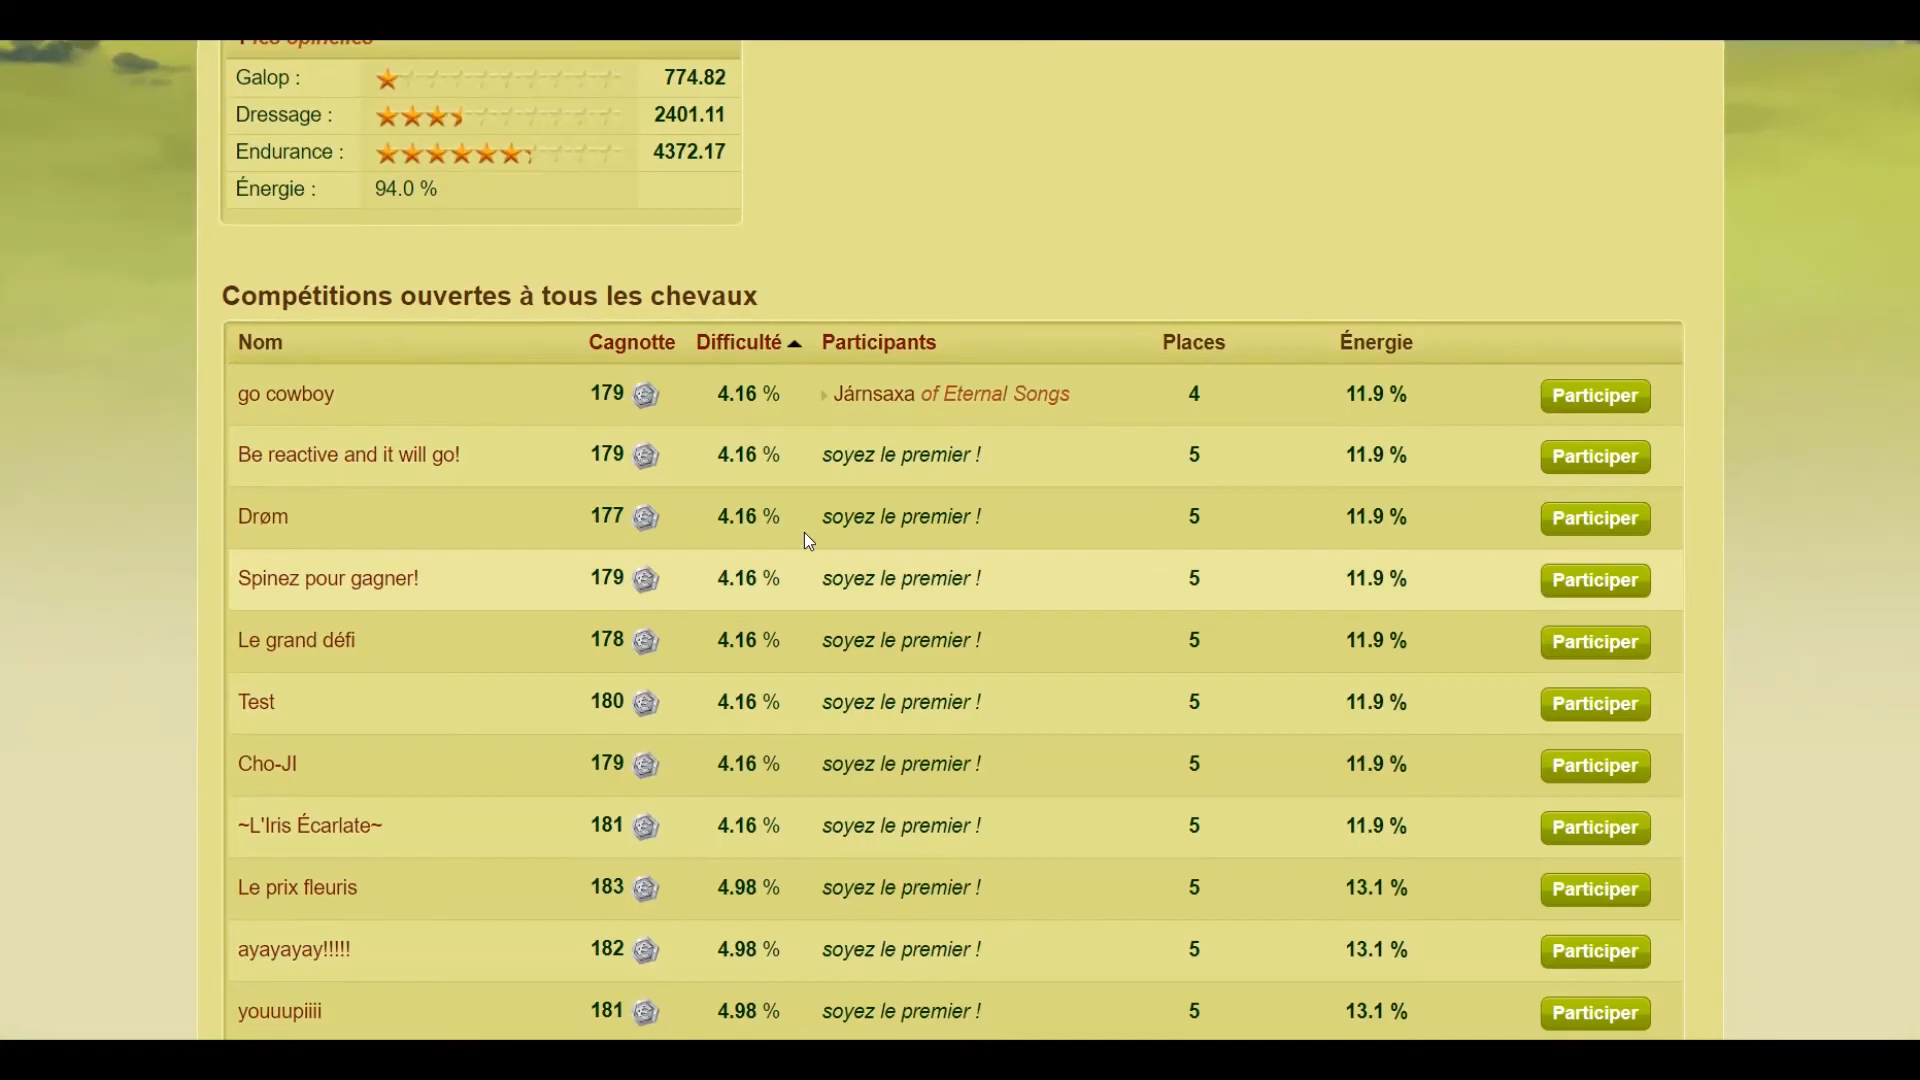 Galop : 774.82
Dressage : 2401.11
Endurance : 4372.17
Énergie : 94.0 %
Compétitions ouvertes à tous les chevaux
Nom Cagnotte Difficulté Participants Places Énergie
go cowboy 179 4.16 % Járnsaxa of Eternal Songs 4 11.9 % Participer
Be reactive and it will go! 179 4.16 % soyez le premier ! 5 11.9 % Participer
Drøm 177 4.16 % soyez le premier ! 5 11.9 % Participer
Spinez pour gagner! 179 4.16 % soyez le premier ! 5 11.9 % Participer
Le grand défi 178 4.16 % soyez le premier ! 5 11.9 % Participer
Test 180 4.16 % soyez le premier ! 5 11.9 % Participer
Cho-JI 179 4.16 % soyez le premier ! 5 11.9 % Participer
~L'Iris Écarlate~ 181 4.16 % soyez le premier ! 5 11.9 % Participer
Le prix fleuris 183 4.98 % soyez le premier ! 5 13.1 % Participer
ayayayay!!!!! 182 4.98 % soyez le premier ! 5 13.1 % Participer
youuupiiii 181 4.98 % soyez le premier ! 5 13.1 % Participer